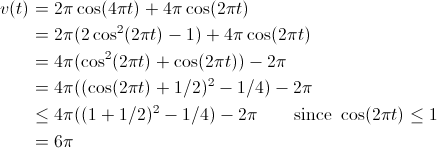 v(t) = 2π cos(4πt) + 4π cos(2πt)
= 2π(2 cos²(2πt) − 1) + 4π cos(2πt)
= 4π(cos²(2πt) + cos(2πt)) − 2π
= 4π((cos(2πt) + 1/2)² − 1/4) − 2π
≤ 4π((1 + 1/2)² − 1/4) − 2π since cos(2πt) ≤ 1
= 6π